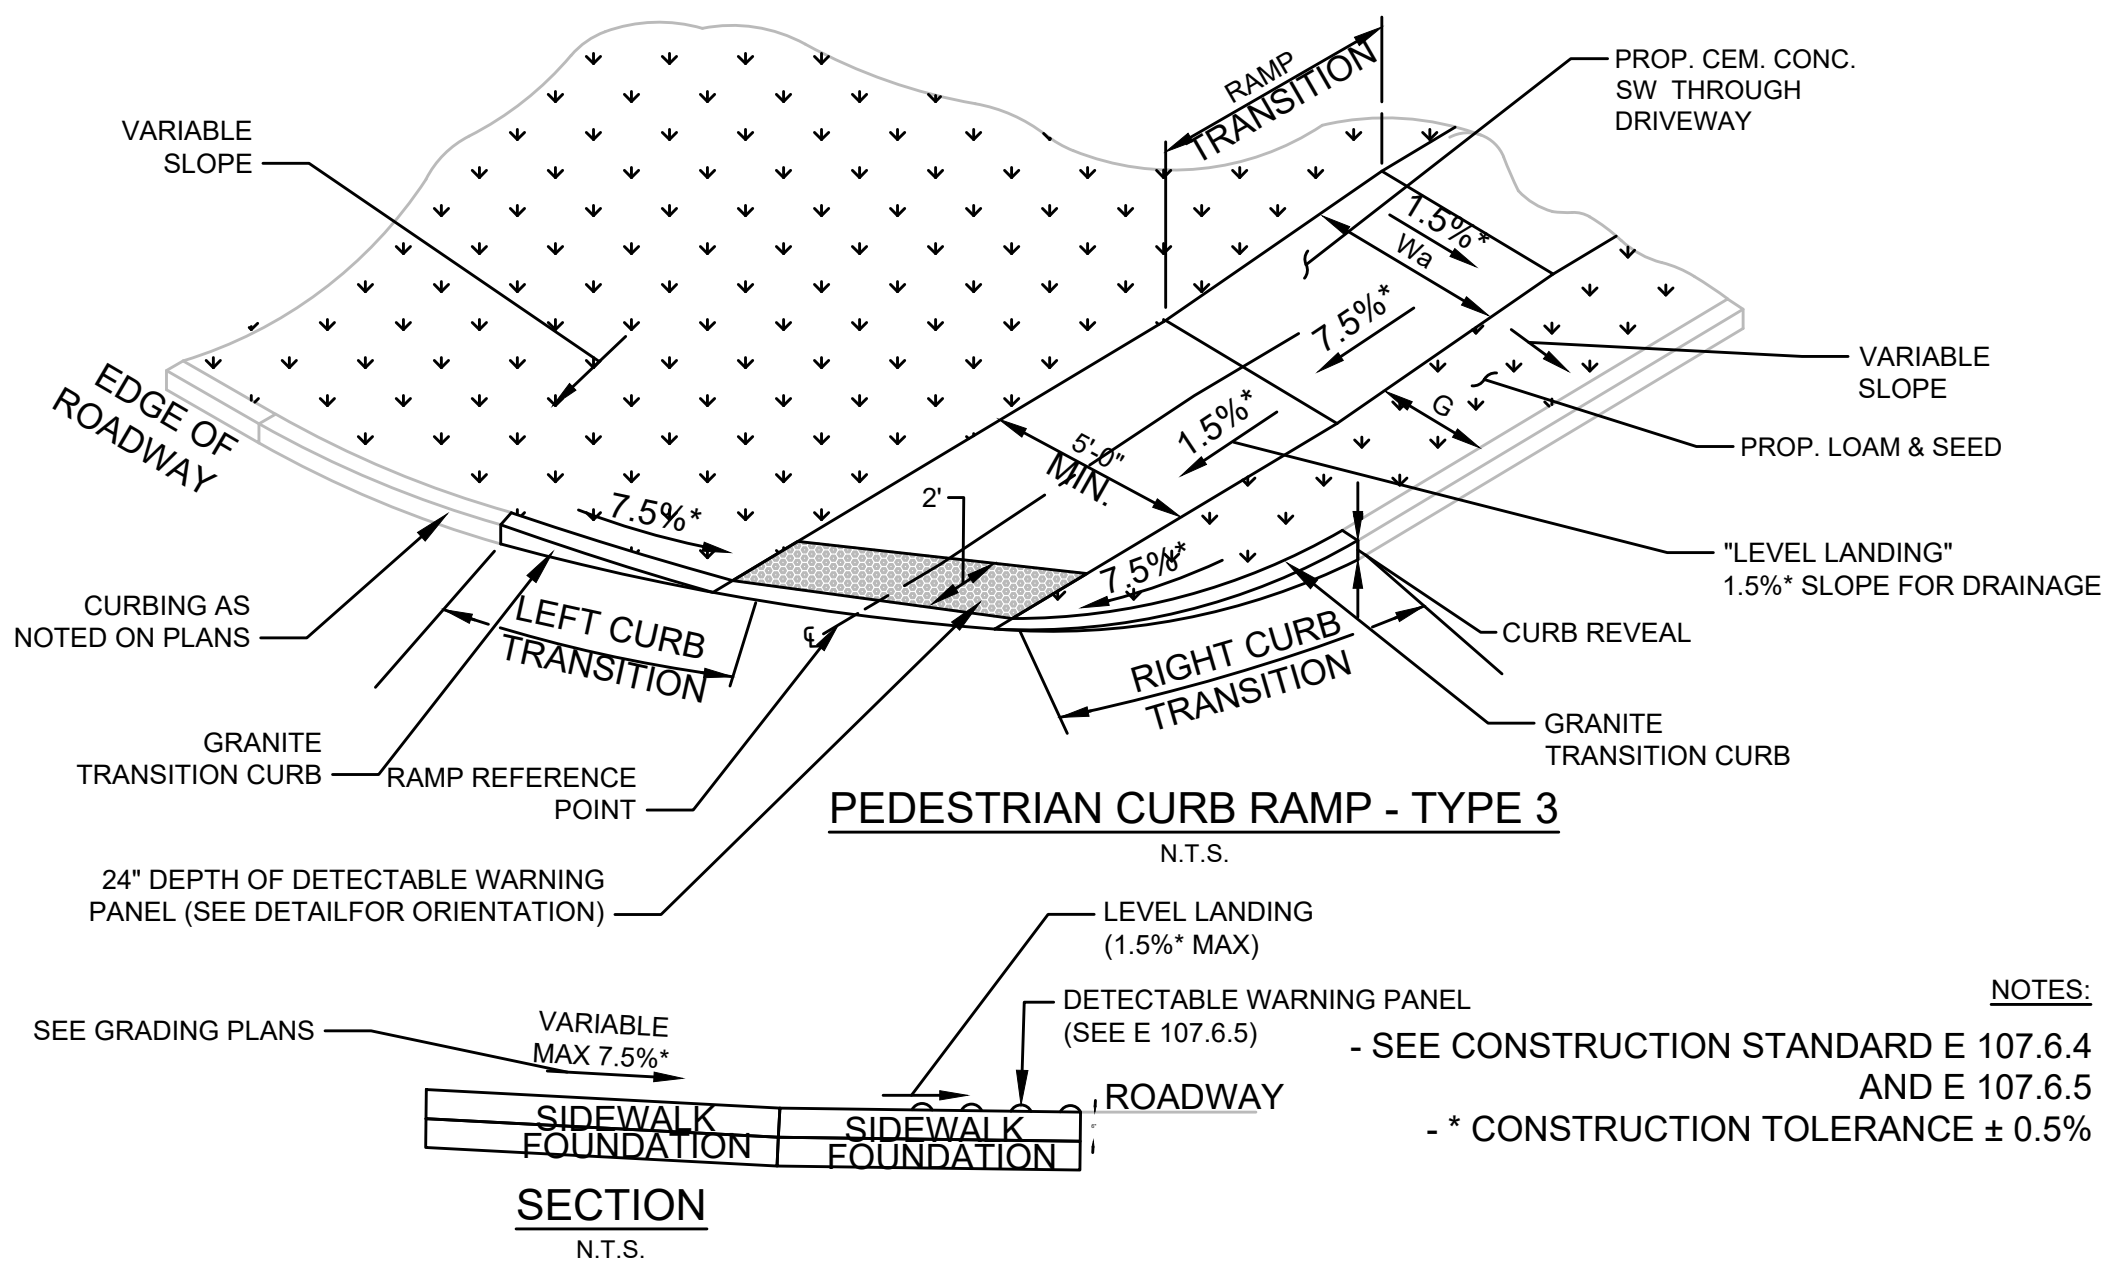 RAMP
TRANSITION
PROP. CEM. CONC.
SW THROUGH
DRIVEWAY
VARIABLE
SLOPE
1.5%*
Wa
7.5%*
VARIABLE
SLOPE
EDGE OF
ROADWAY
G
1.5%*
5'-0"
MIN.
PROP. LOAM & SEED
2'
7.5%*
7.5%*
"LEVEL LANDING"
1.5%* SLOPE FOR DRAINAGE
CURBING AS
NOTED ON PLANS
LEFT CURB
TRANSITION
℄
RIGHT CURB
TRANSITION
CURB REVEAL
GRANITE
TRANSITION CURB
RAMP REFERENCE
POINT
GRANITE
TRANSITION CURB
PEDESTRIAN CURB RAMP - TYPE 3
N.T.S.
24" DEPTH OF DETECTABLE WARNING
PANEL (SEE DETAILFOR ORIENTATION)
LEVEL LANDING
(1.5%* MAX)
DETECTABLE WARNING PANEL
(SEE E 107.6.5)
SEE GRADING PLANS
VARIABLE
MAX 7.5%*
ROADWAY
SIDEWALK
FOUNDATION
SIDEWALK
FOUNDATION
SECTION
N.T.S.
NOTES:
- SEE CONSTRUCTION STANDARD E 107.6.4
AND E 107.6.5
- * CONSTRUCTION TOLERANCE ± 0.5%